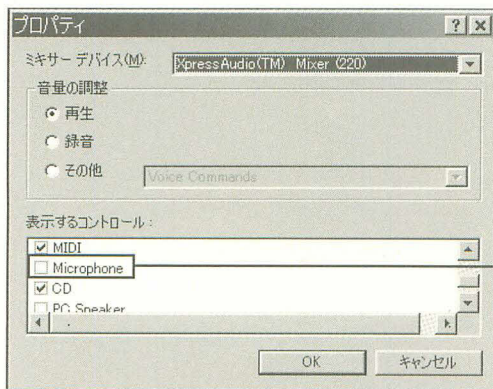 プロパティ
ミキサー デバイス(M):
XpressAudio(TM) Mixer (220)
音量の調整
再生
録音
その他
Voice Commands
表示するコントロール:
MIDI
Microphone
CD
PC Speaker
OK
キャンセル